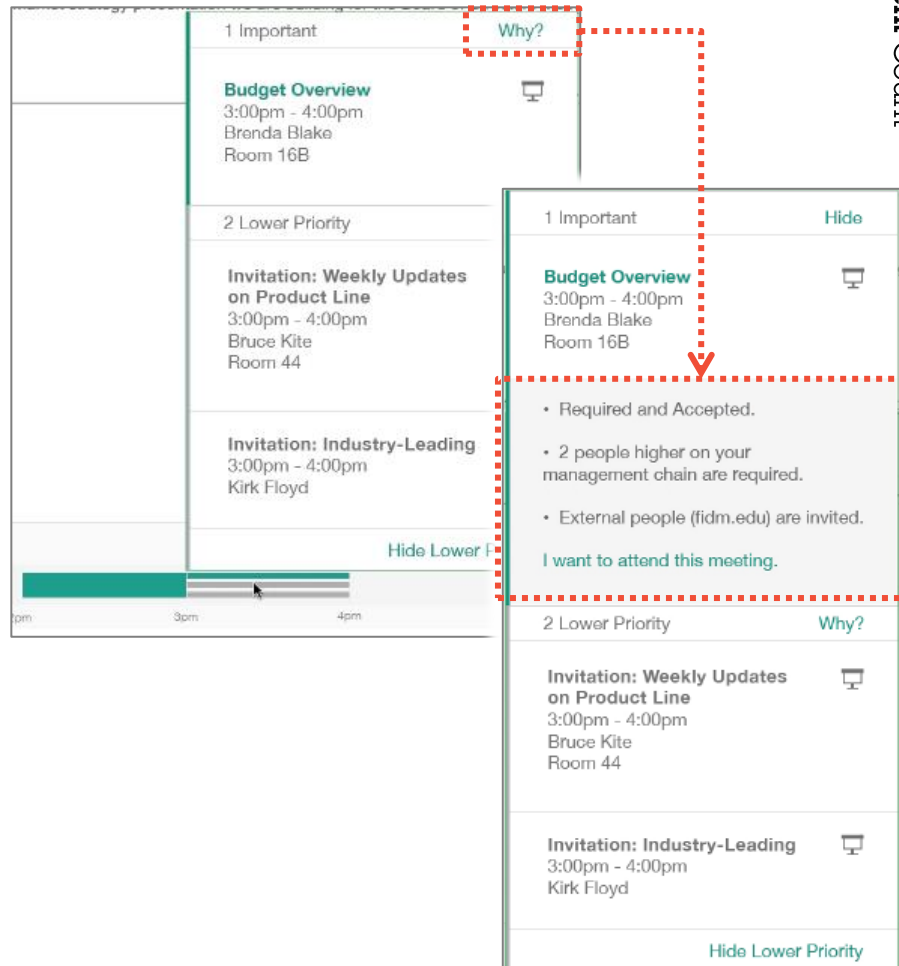 1 Important Why?
Budget Overview
3:00pm - 4:00pm
Brenda Blake
Room 16B
2 Lower Priority
Invitation: Weekly Updates
on Product Line
3:00pm - 4:00pm
Bruce Kite
Room 44
Invitation: Industry-Leading
3:00pm - 4:00pm
Kirk Floyd
Hide Lower
3pm
4pm
1 Important Hide
Budget Overview
3:00pm - 4:00pm
Brenda Blake
Room 16B
• Required and Accepted.
• 2 people higher on your
management chain are required.
• External people (fidm.edu) are invited.
I want to attend this meeting.
2 Lower Priority Why?
Invitation: Weekly Updates
on Product Line
3:00pm - 4:00pm
Bruce Kite
Room 44
Invitation: Industry-Leading
3:00pm - 4:00pm
Kirk Floyd
Hide Lower Priority